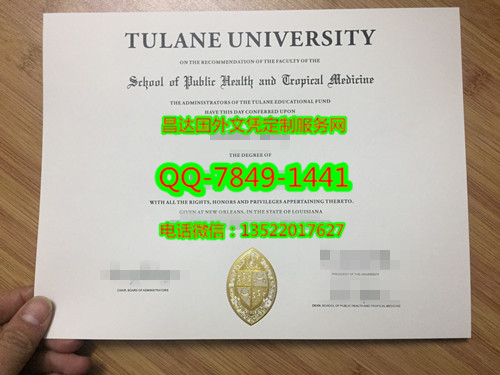 TULANE UNIVERSITY
ON THE RECOMMENDATION OF THE FACULTY OF THE
School of Public Health and Tropical Medicine
THE ADMINISTRATORS OF THE TULANE EDUCATIONAL FUND
HAVE THIS DAY CONFERRED UPON
昌达国外文凭定制服务网
THE DEGREE OF
QQ-7849-1441
WITH ALL THE RIGHTS, HONORS AND PRIVILEGES APPERTAINING THERETO.
GIVEN AT NEW ORLEANS, IN THE STATE OF LOUISIANA
电话微信：13522017627
PRESIDENT OF THE UNIVERSITY
CHAIR, BOARD OF ADMINISTRATORS
DEAN, SCHOOL OF PUBLIC HEALTH AND TROPICAL MEDICINE